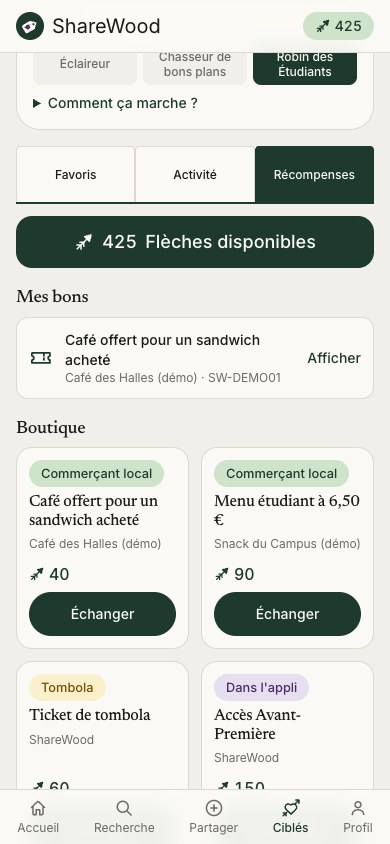 ShareWood
425
Éclaireur
Chasseur de
bons plans
Robin des
Étudiants
Comment ça marche ?
Favoris
Activité
Récompenses
425 Flèches disponibles
Mes bons
Café offert pour un sandwich
acheté
Café des Halles (démo) · SW-DEMO01
Afficher
Boutique
Commerçant local
Café offert pour un
sandwich acheté
Café des Halles (démo)
40
Échanger
Commerçant local
Menu étudiant à 6,50
€
Snack du Campus (démo)
90
Échanger
Tombola
Ticket de tombola
ShareWood
60
Dans l'appli
Accès Avant-
Première
ShareWood
150
Accueil
Recherche
Partager
Ciblés
Profil